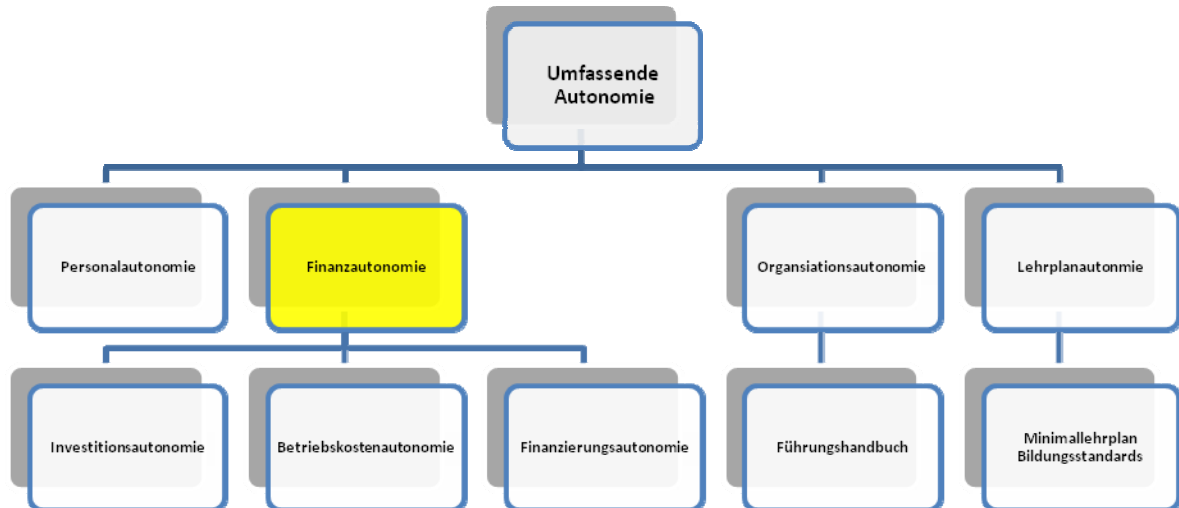 Umfassende
Autonomie
Personalautonomie
Finanzautonomie
Organsiationsautonomie
Lehrplanautonmie
Investitionsautonomie
Betriebskostenautonomie
Finanzierungsautonomie
Führungshandbuch
Minimallehrplan
Bildungsstandards